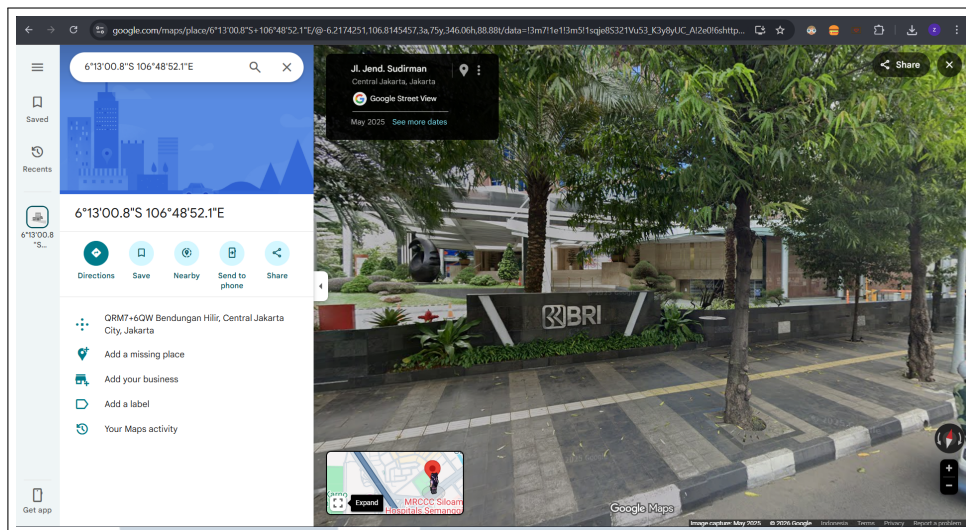 google.com/maps/place/6°13'00.8"S+106°48'52.1"E/@-6.2174251,106.8145457,3a,75y,346.06h,88.88t/data=!3m7!1e1!3m5!1sqje8S321Vu53_K3y8yUC_A!2e0!6shttp...
Saved
Recents
6°13'00.8
"S...
Get app
6°13'00.8"S 106°48'52.1"E
6°13'00.8"S 106°48'52.1"E
Directions
Save
Nearby
Send to
phone
Share
QRM7+6QW Bendungan Hilir, Central Jakarta
City, Jakarta
Add a missing place
Add your business
Add a label
Your Maps activity
Jl. Jend. Sudirman
Central Jakarta, Jakarta
Google Street View
May 2025 See more dates
Share
BRI
Expand
MRCCC Siloam
Hospitals Semangg
Google Maps
Image capture: May 2025 © 2026 Google Indonesia Terms Privacy Report a problem